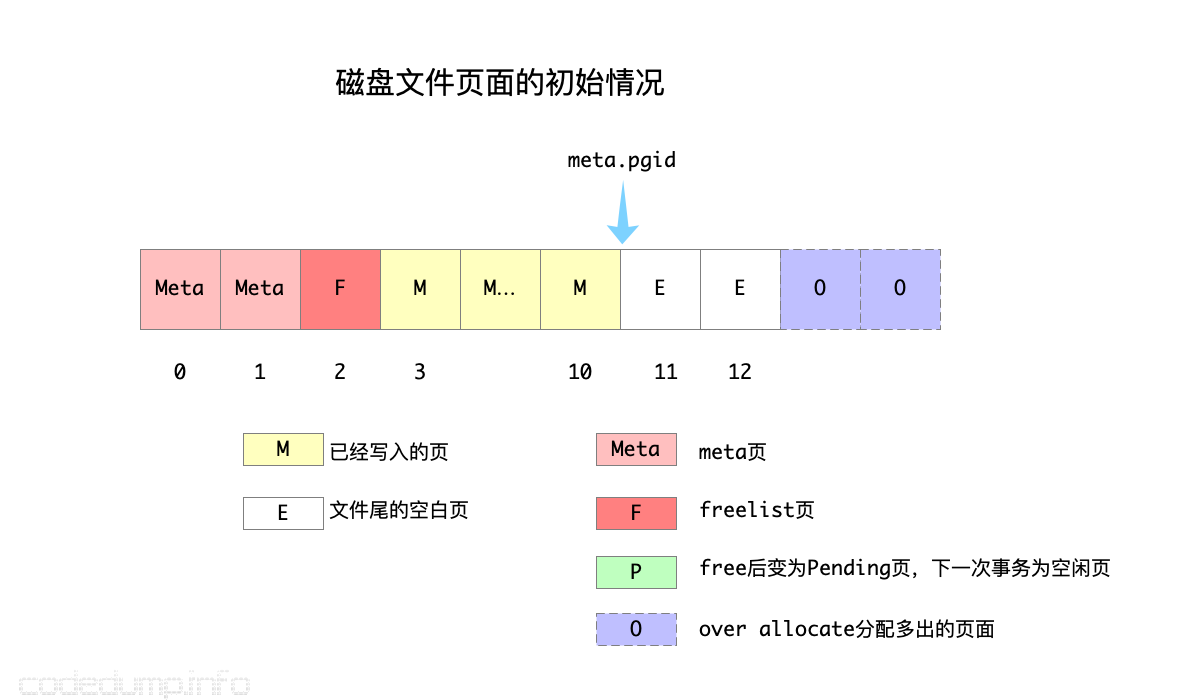 磁盘文件页面的初始情况
meta.pgid
Meta Meta F M M... M E E O O
0 1 2 3 10 11 12
M 已经写入的页
Meta meta页
E 文件尾的空白页
F freelist页
P free后变为Pending页，下一次事务为空闲页
O over allocate分配多出的页面
codedump.info